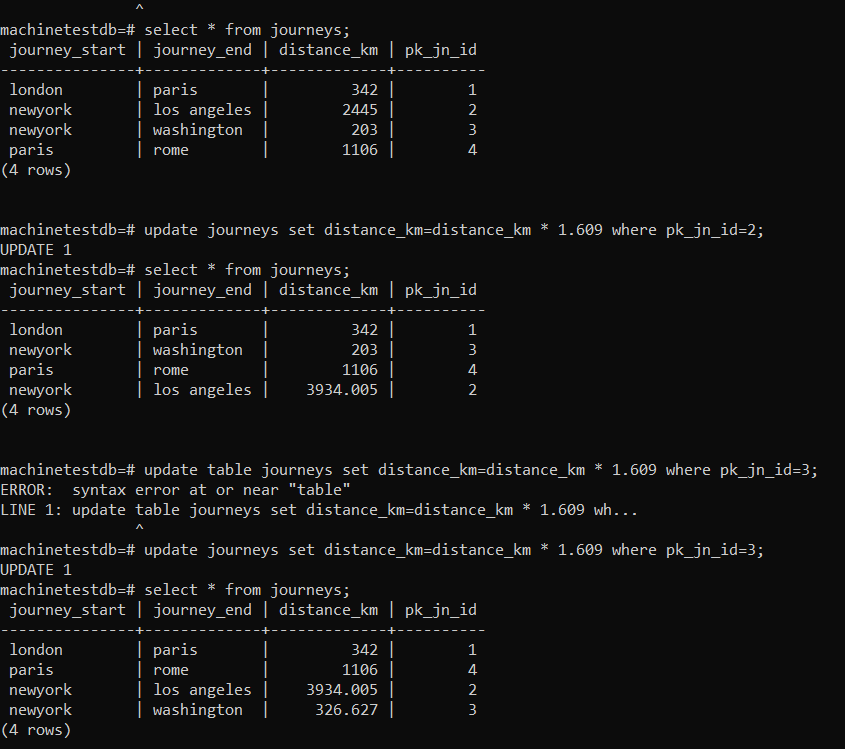 ^
machinetestdb=# select * from journeys;
 journey_start | journey_end | distance_km | pk_jn_id
---------------+-------------+-------------+----------
 london        | paris       |         342 |        1
 newyork       | los angeles |        2445 |        2
 newyork       | washington  |         203 |        3
 paris         | rome        |        1106 |        4
(4 rows)
machinetestdb=# update journeys set distance_km=distance_km * 1.609 where pk_jn_id=2;
UPDATE 1
machinetestdb=# select * from journeys;
 journey_start | journey_end | distance_km | pk_jn_id
---------------+-------------+-------------+----------
 london        | paris       |         342 |        1
 newyork       | washington  |         203 |        3
 paris         | rome        |        1106 |        4
 newyork       | los angeles |    3934.005 |        2
(4 rows)
machinetestdb=# update table journeys set distance_km=distance_km * 1.609 where pk_jn_id=3;
ERROR:  syntax error at or near "table"
LINE 1: update table journeys set distance_km=distance_km * 1.609 wh...
               ^
machinetestdb=# update journeys set distance_km=distance_km * 1.609 where pk_jn_id=3;
UPDATE 1
machinetestdb=# select * from journeys;
 journey_start | journey_end | distance_km | pk_jn_id
---------------+-------------+-------------+----------
 london        | paris       |         342 |        1
 paris         | rome        |        1106 |        4
 newyork       | los angeles |    3934.005 |        2
 newyork       | washington  |     326.627 |        3
(4 rows)